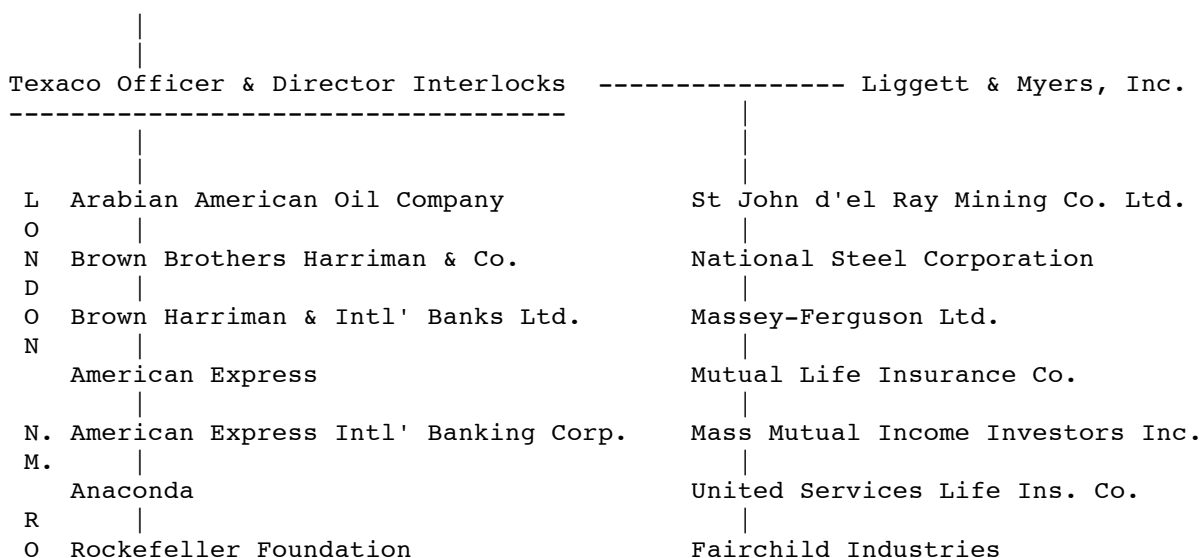 Texaco Officer & Director Interlocks ---------------- Liggett & Myers, Inc.
------------------------------------
L Arabian American Oil Company St John d'el Ray Mining Co. Ltd.
O
N Brown Brothers Harriman & Co. National Steel Corporation
D
O Brown Harriman & Intl' Banks Ltd. Massey-Ferguson Ltd.
N
American Express Mutual Life Insurance Co.
N. American Express Intl' Banking Corp. Mass Mutual Income Investors Inc.
M.
Anaconda United Services Life Ins. Co.
R
O Rockefeller Foundation Fairchild Industries